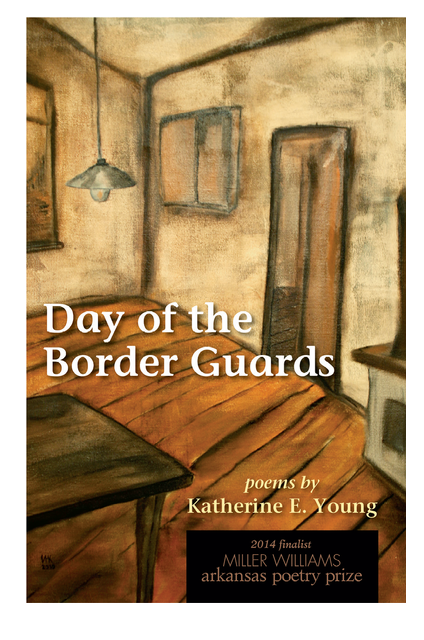 Day of the
Border Guards
poems by
Katherine E. Young
2014 finalist
MILLER WILLIAMS
arkansas poetry prize